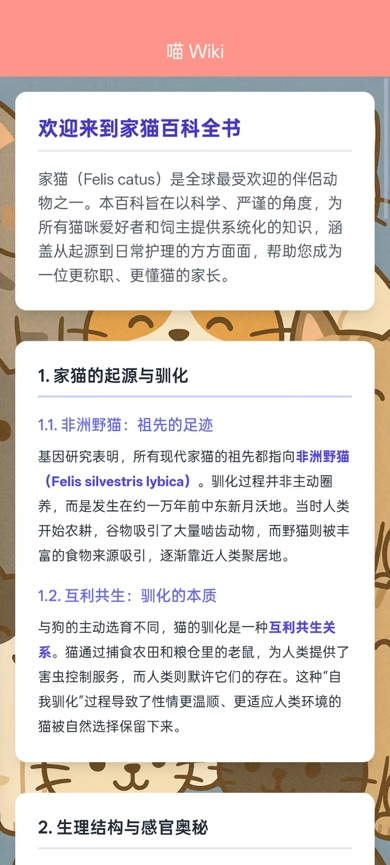 喵 Wiki
欢迎来到家猫百科全书
家猫（Felis catus）是全球最受欢迎的伴侣动
物之一。本百科旨在以科学、严谨的角度，为
所有猫咪爱好者和饲主提供系统化的知识，涵
盖从起源到日常护理的方方面面，帮助您成为
一位更称职、更懂猫的家长。
1. 家猫的起源与驯化
1.1. 非洲野猫：祖先的足迹
基因研究表明，所有现代家猫的祖先都指向非洲野猫
（Felis silvestris lybica）。驯化过程并非主动圈
养，而是发生在约一万年前中东新月沃地。当时人类
开始农耕，谷物吸引了大量啮齿动物，而野猫则被丰
富的食物来源吸引，逐渐靠近人类聚居地。
1.2. 互利共生：驯化的本质
与狗的主动选育不同，猫的驯化是一种互利共生关
系。猫通过捕食农田和粮仓里的老鼠，为人类提供了
害虫控制服务，而人类则默许它们的存在。这种“自
我驯化”过程导致了性情更温顺、更适应人类环境的
猫被自然选择保留下来。
2. 生理结构与感官奥秘